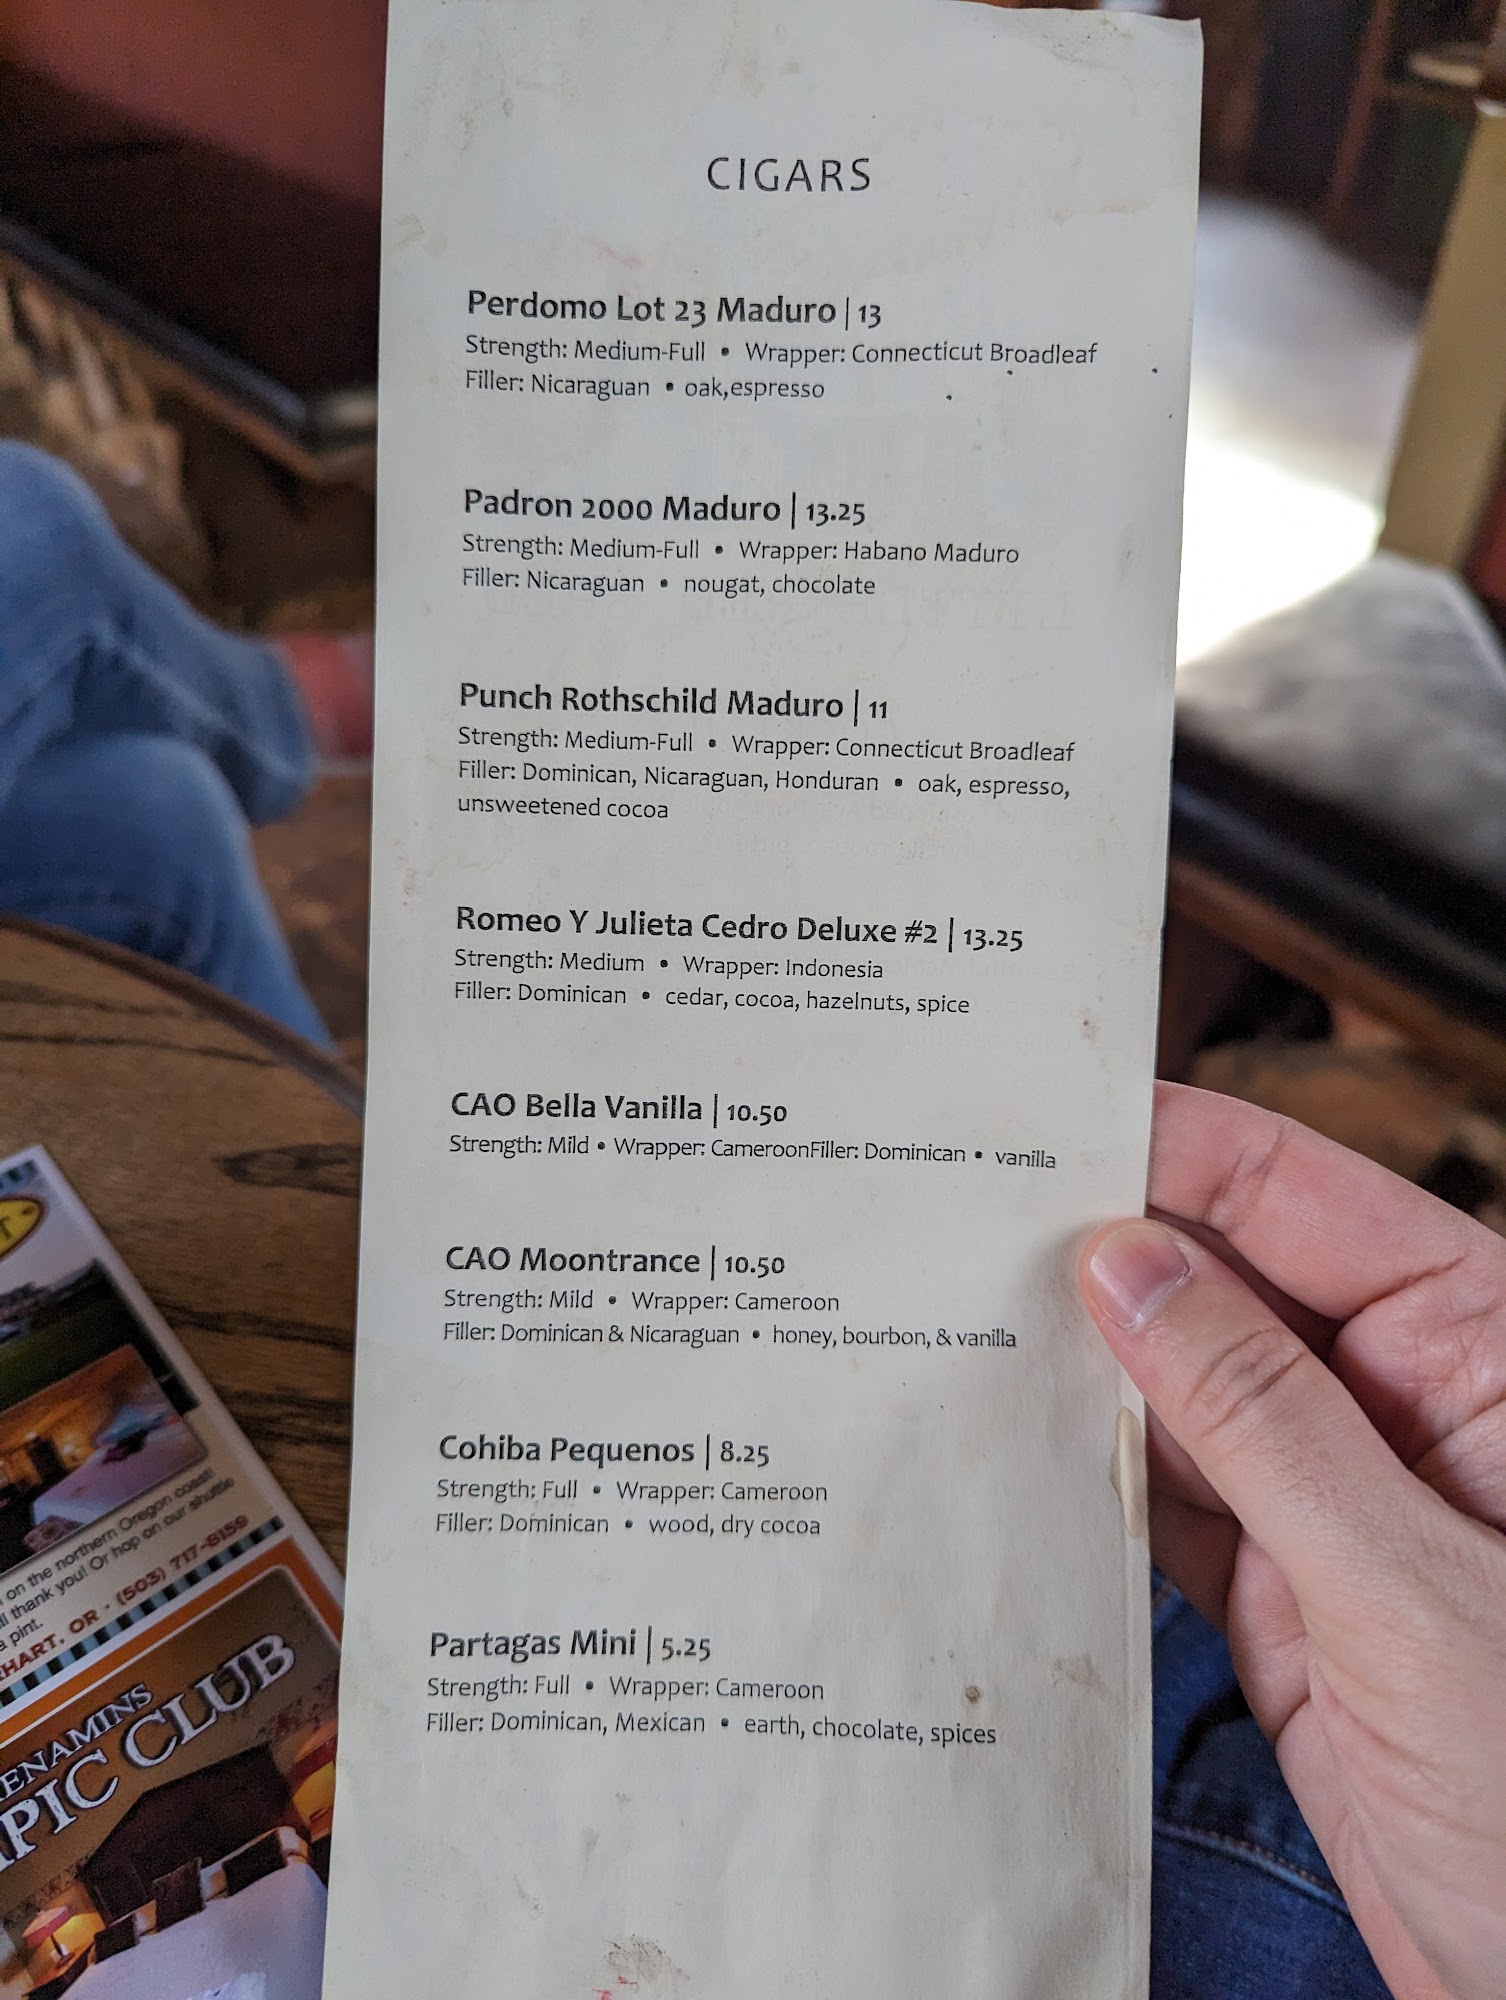 CIGARS
Perdomo Lot 23 Maduro | 13
Strength: Medium-Full • Wrapper: Connecticut Broadleaf
Filler: Nicaraguan • oak,espresso
Padron 2000 Maduro | 13.25
Strength: Medium-Full • Wrapper: Habano Maduro
Filler: Nicaraguan • nougat, chocolate
Punch Rothschild Maduro | 11
Strength: Medium-Full • Wrapper: Connecticut Broadleaf
Filler: Dominican, Nicaraguan, Honduran • oak, espresso,
unsweetened cocoa
Romeo Y Julieta Cedro Deluxe #2 | 13.25
Strength: Medium • Wrapper: Indonesia
Filler: Dominican • cedar, cocoa, hazelnuts, spice
CAO Bella Vanilla | 10.50
Strength: Mild • Wrapper: CameroonFiller: Dominican • vanilla
CAO Moontrance | 10.50
Strength: Mild • Wrapper: Cameroon
Filler: Dominican & Nicaraguan • honey, bourbon, & vanilla
Cohiba Pequenos | 8.25
Strength: Full • Wrapper: Cameroon
Filler: Dominican • wood, dry cocoa
Partagas Mini | 5.25
Strength: Full • Wrapper: Cameroon
Filler: Dominican, Mexican • earth, chocolate, spices
on the northern Oregon coast!
thank you! Or hop on our shuttle
a pint.
HART, OR - (503) 717-8159
ENAMINS
PIC CLUB